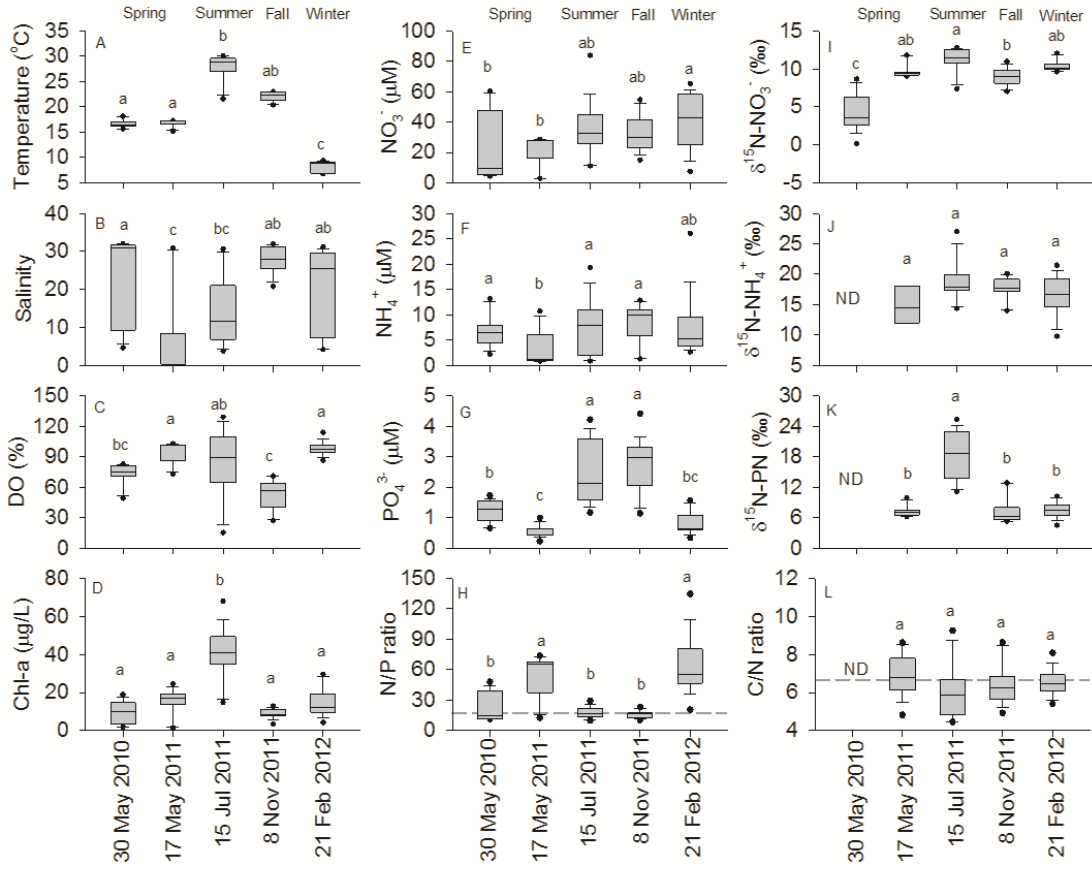 Spring Summer Fall Winter
Spring Summer Fall Winter
Spring Summer Fall Winter
A
Temperature (⁰C)
35
30
25
20
15
10
5
a a b ab c
E
NO₃⁻ (µM)
100
80
60
40
20
0
b b ab ab a
I
δ¹⁵N-NO₃⁻ (‰)
15
10
5
0
-5
c ab a b ab
B
Salinity
40
30
20
10
0
a c bc ab ab
F
NH₄⁺ (µM)
30
25
20
15
10
5
0
a b a a ab
J
δ¹⁵N-NH₄⁺ (‰)
30
25
20
15
10
5
ND a a a a
C
DO (%)
150
120
90
60
30
0
bc a ab c a
G
PO₄³⁻ (µM)
5
4
3
2
1
0
b c a a bc
K
δ¹⁵N-PN (‰)
30
24
18
12
6
0
ND b a b b
D
Chl-a (µg/L)
80
60
40
20
0
a a b a a
H
N/P ratio
150
120
90
60
30
0
b a b b a
L
C/N ratio
12
10
8
6
4
ND a a a a
30 May 2010
17 May 2011
15 Jul 2011
8 Nov 2011
21 Feb 2012
30 May 2010
17 May 2011
15 Jul 2011
8 Nov 2011
21 Feb 2012
30 May 2010
17 May 2011
15 Jul 2011
8 Nov 2011
21 Feb 2012